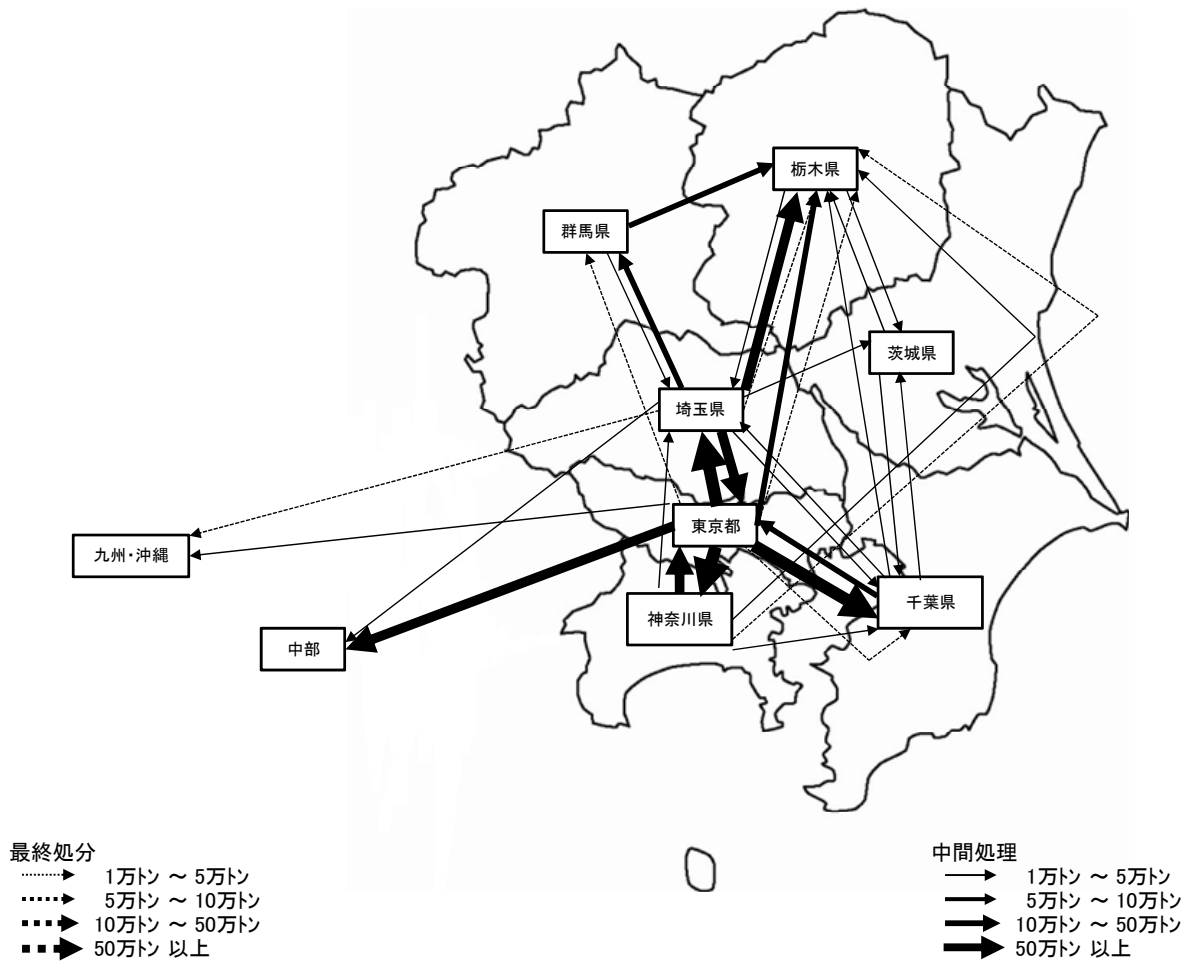 栃木県
群馬県
茨城県
埼玉県
東京都
九州・沖縄
千葉県
神奈川県
中部
最終処分
1万トン ～ 5万トン
5万トン ～ 10万トン
10万トン ～ 50万トン
50万トン 以上
中間処理
1万トン ～ 5万トン
5万トン ～ 10万トン
10万トン ～ 50万トン
50万トン 以上